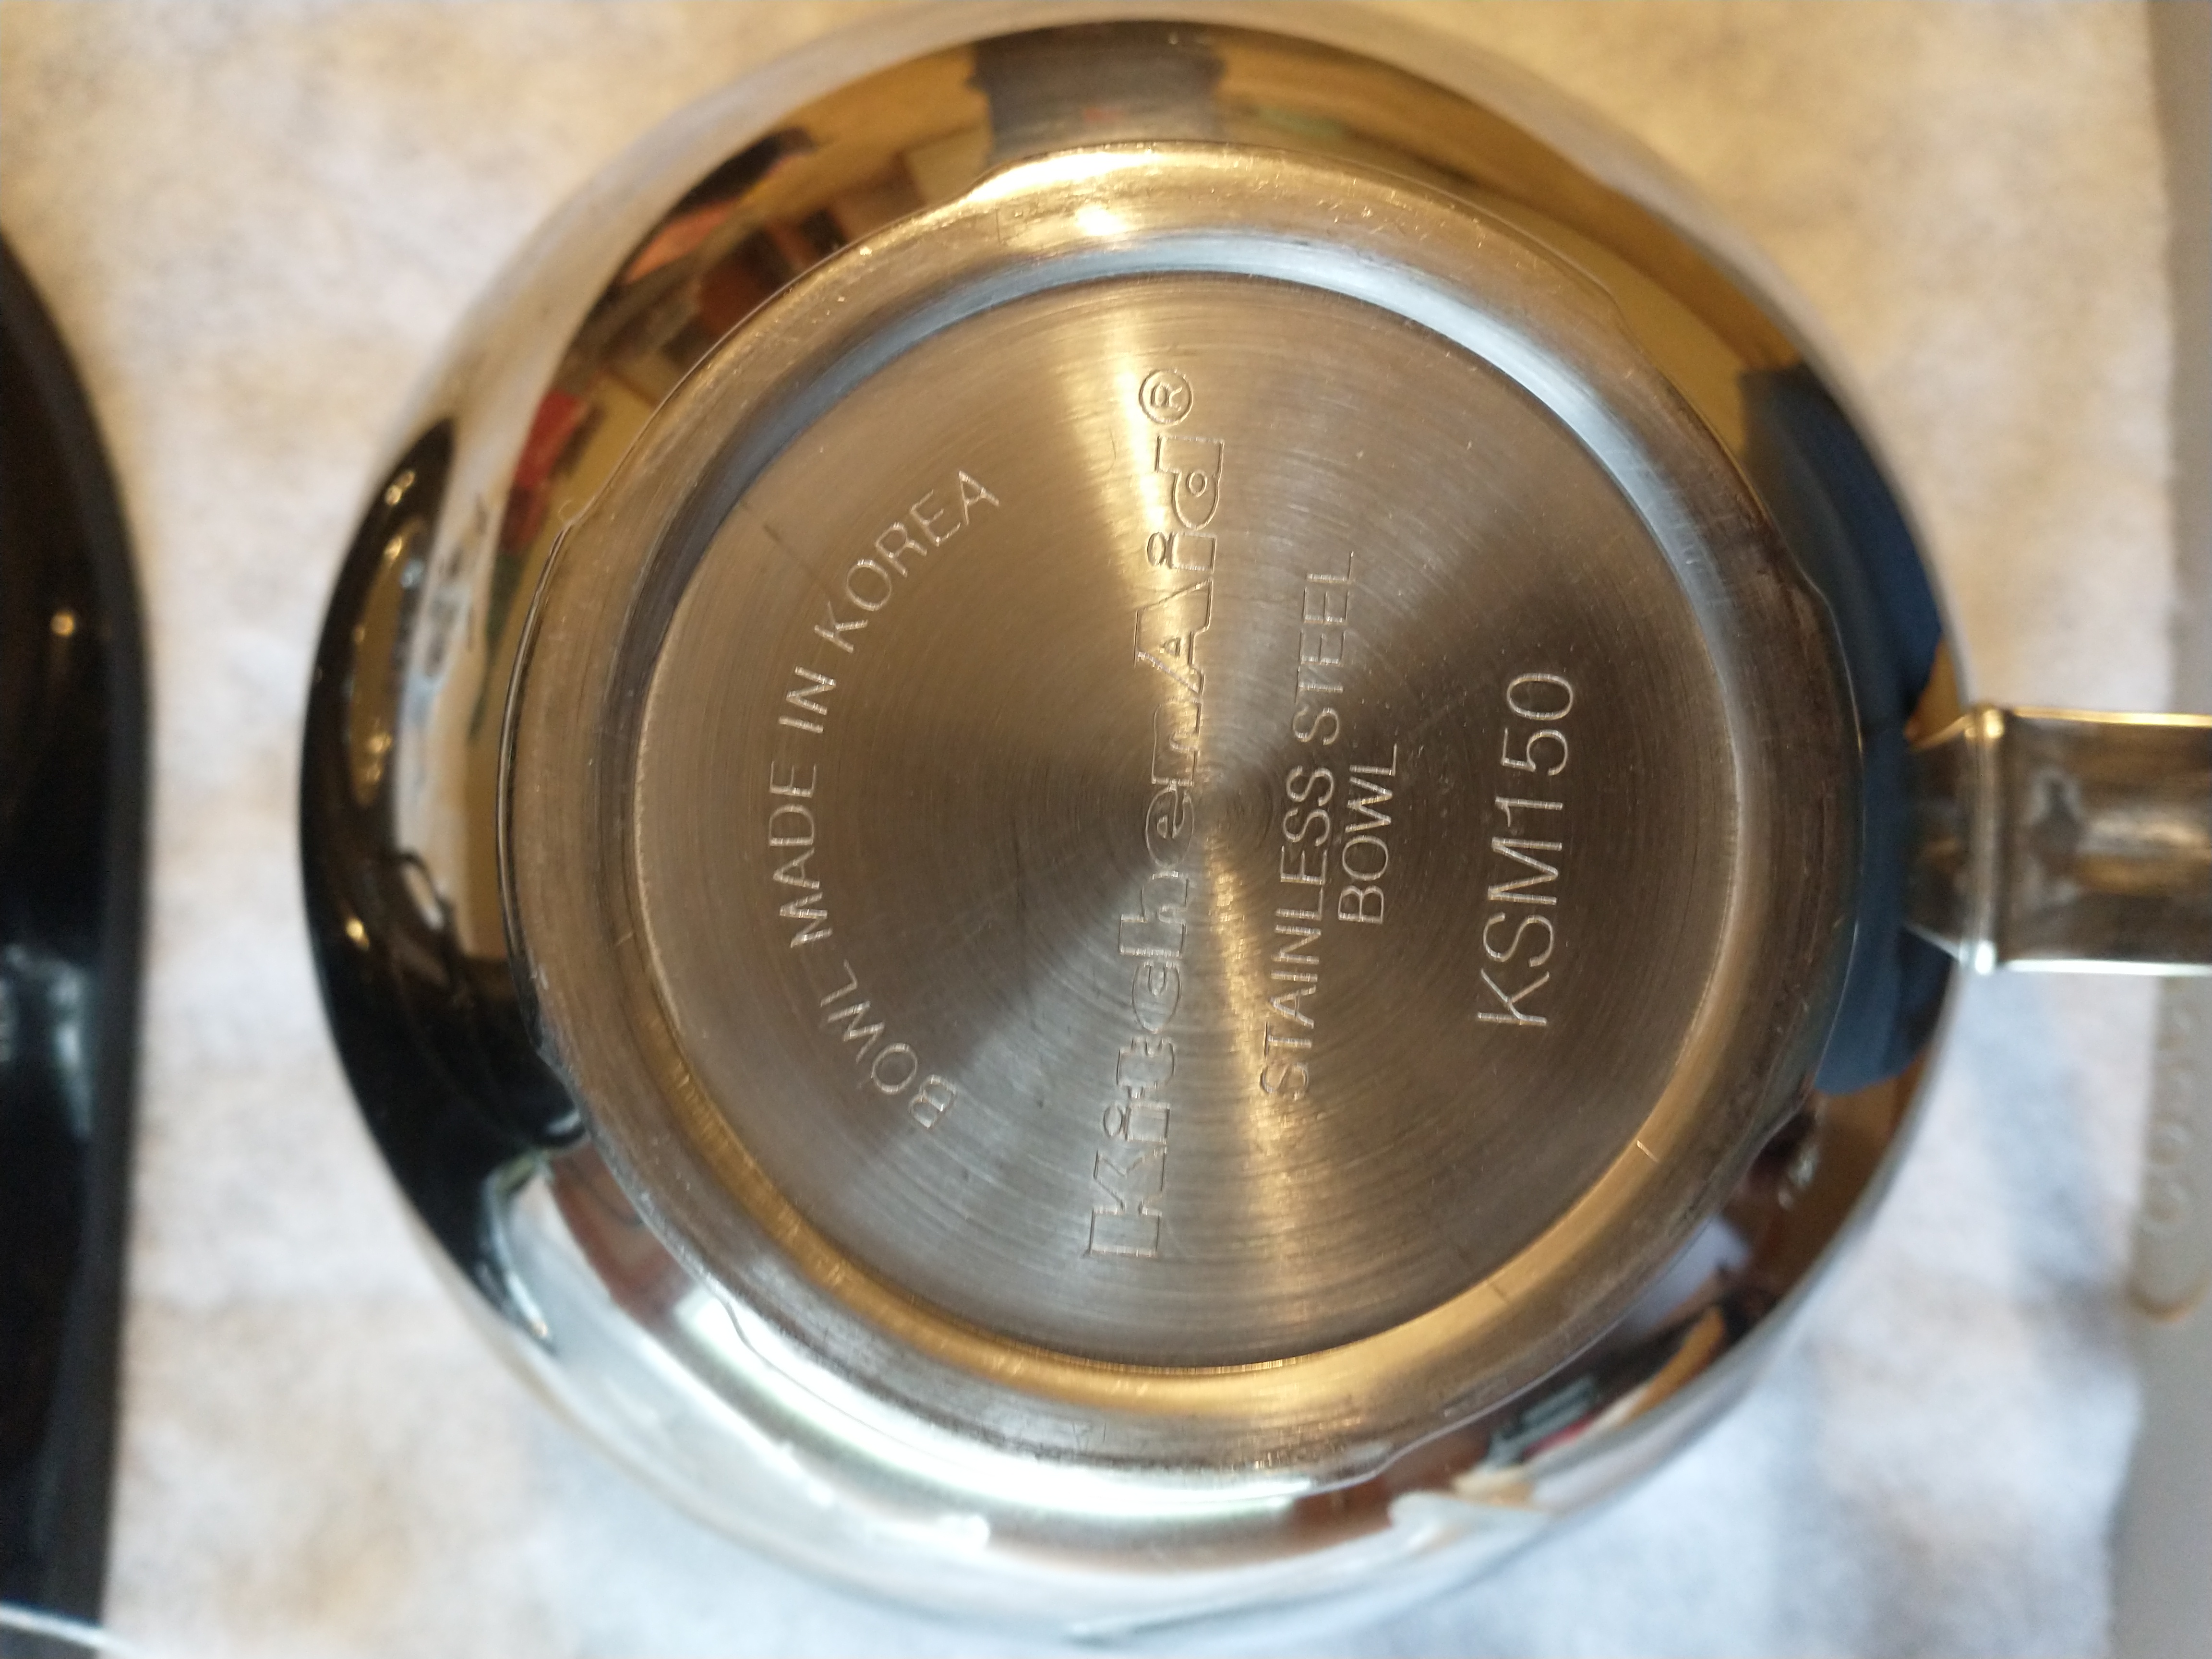 BOWL MADE IN KOREA
KitchenAid®
STAINLESS STEEL
BOWL
KSM150